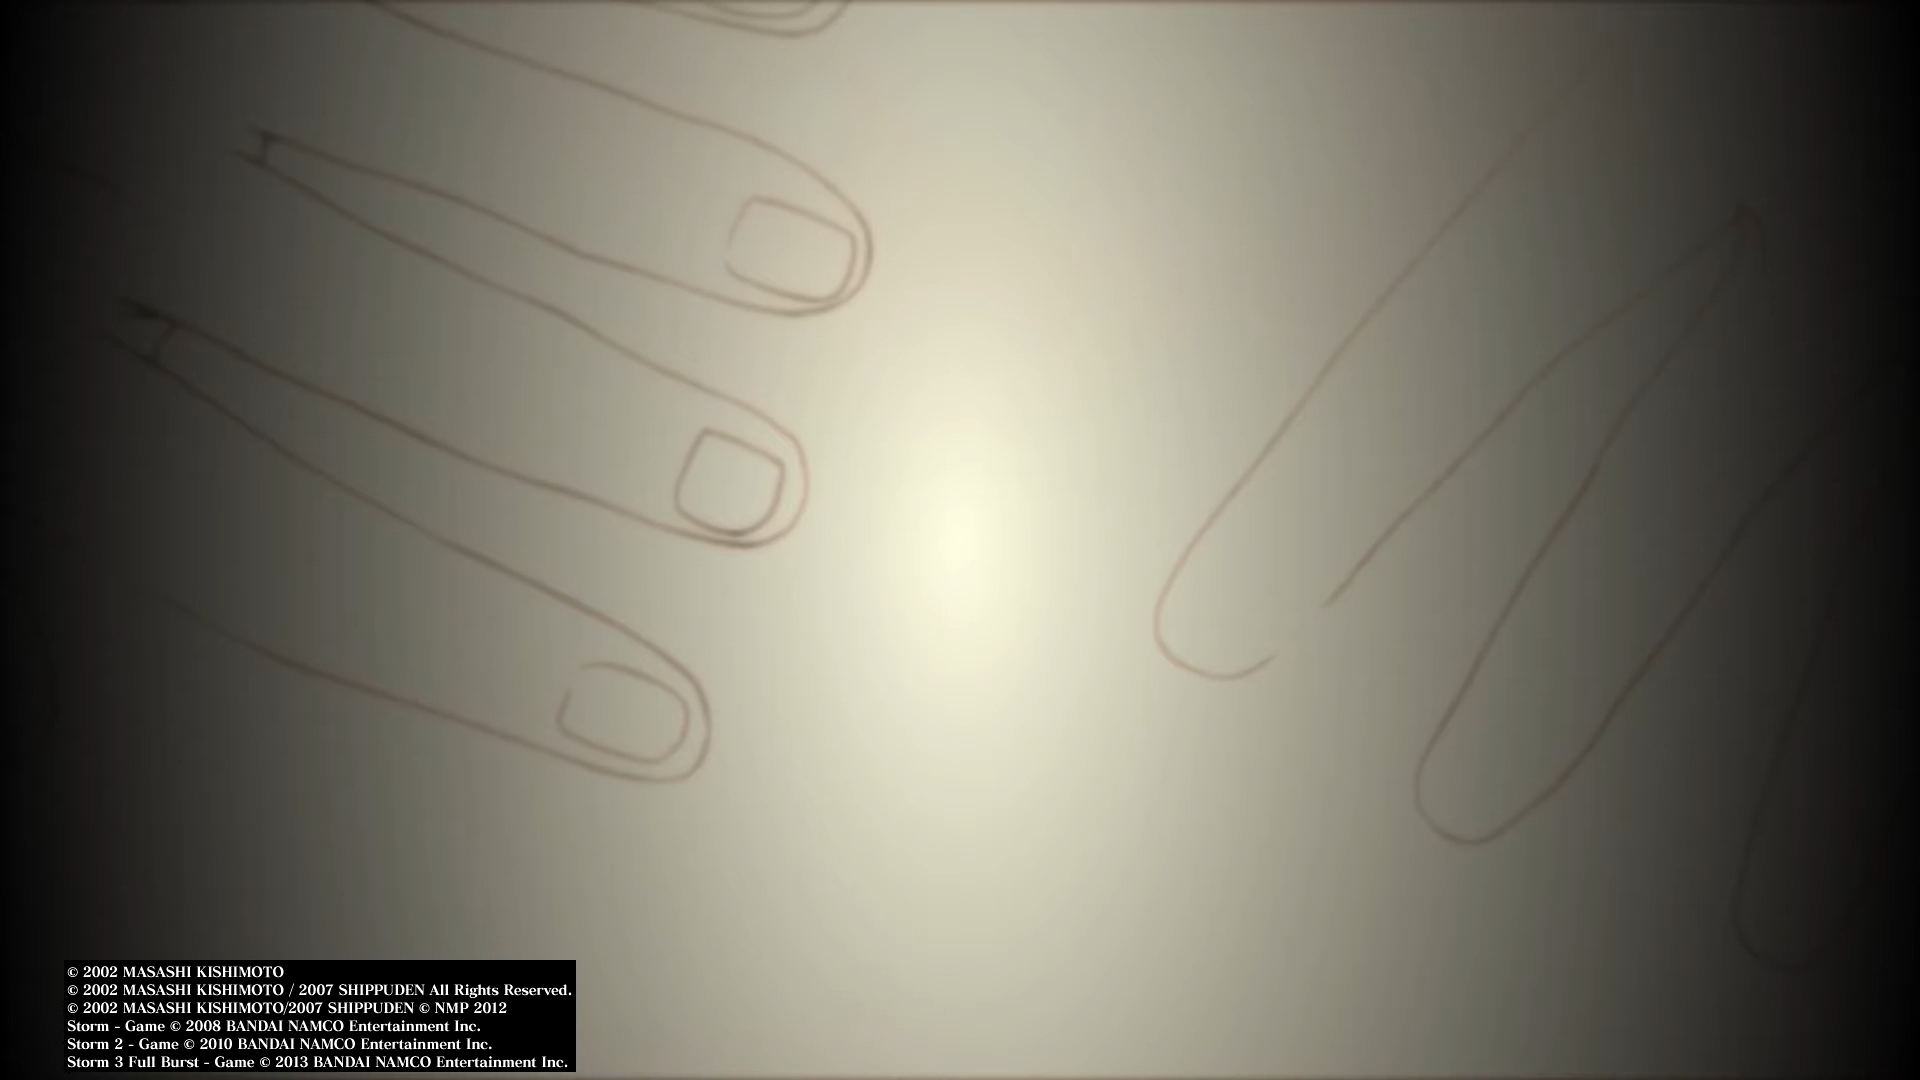 © 2002 MASASHI KISHIMOTO
© 2002 MASASHI KISHIMOTO / 2007 SHIPPUDEN All Rights Reserved.
© 2002 MASASHI KISHIMOTO/2007 SHIPPUDEN © NMP 2012
Storm - Game © 2008 BANDAI NAMCO Entertainment Inc.
Storm 2 - Game © 2010 BANDAI NAMCO Entertainment Inc.
Storm 3 Full Burst - Game © 2013 BANDAI NAMCO Entertainment Inc.